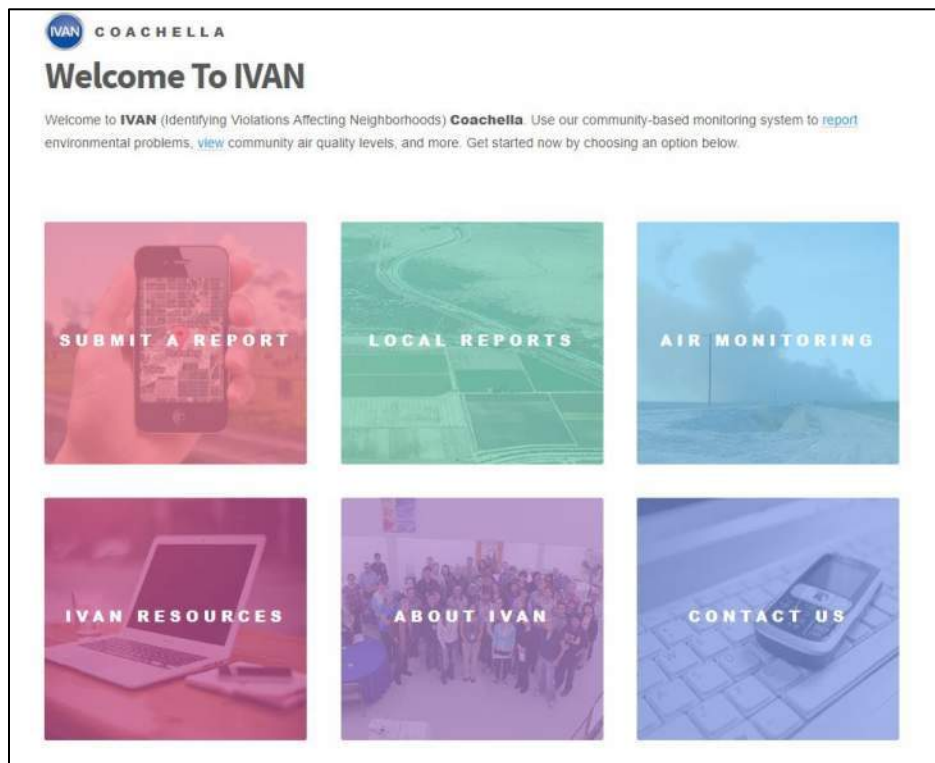 IVAN COACHELLA
Welcome To IVAN
Welcome to IVAN (Identifying Violations Affecting Neighborhoods) Coachella. Use our community-based monitoring system to report
environmental problems, view community air quality levels, and more. Get started now by choosing an option below.
SUBMIT A REPORT
LOCAL REPORTS
AIR MONITORING
IVAN RESOURCES
ABOUT IVAN
CONTACT US